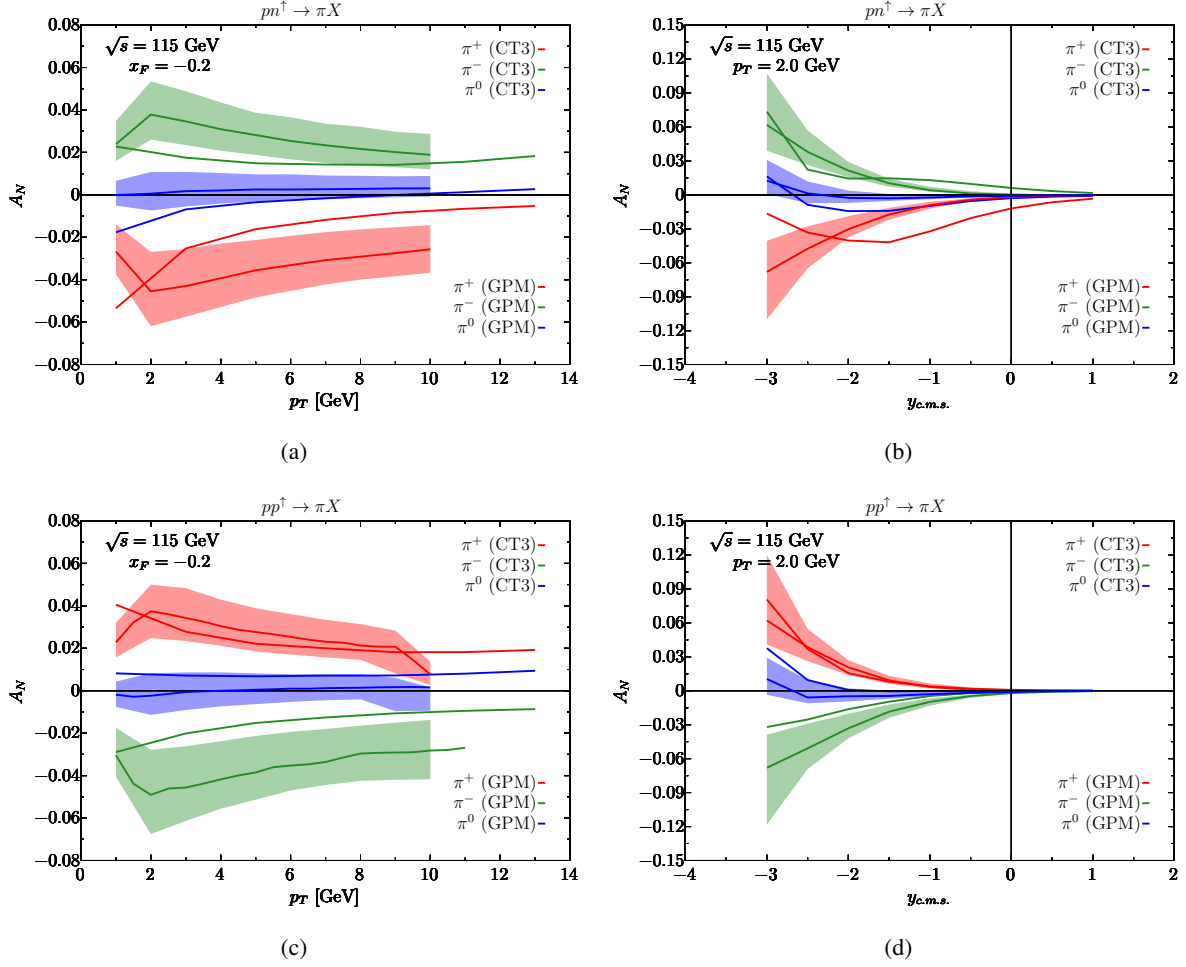 pn↑ → πX
0.08
0.06
0.04
0.02
0
−0.02
−0.04
−0.06
−0.08
A_N
√s = 115 GeV
x_F = −0.2
π⁺ (CT3)
π⁻ (CT3)
π⁰ (CT3)
π⁺ (GPM)
π⁻ (GPM)
π⁰ (GPM)
0 2 4 6 8 10 12 14
p_T [GeV]
(a)
pn↑ → πX
0.15
0.12
0.09
0.06
0.03
0
−0.03
−0.06
−0.09
−0.12
−0.15
A_N
√s = 115 GeV
p_T = 2.0 GeV
π⁺ (CT3)
π⁻ (CT3)
π⁰ (CT3)
π⁺ (GPM)
π⁻ (GPM)
π⁰ (GPM)
−4 −3 −2 −1 0 1 2
y_{c.m.s.}
(b)
pp↑ → πX
0.08
0.06
0.04
0.02
0
−0.02
−0.04
−0.06
−0.08
A_N
√s = 115 GeV
x_F = −0.2
π⁺ (CT3)
π⁻ (CT3)
π⁰ (CT3)
π⁺ (GPM)
π⁻ (GPM)
π⁰ (GPM)
0 2 4 6 8 10 12 14
p_T [GeV]
(c)
pp↑ → πX
0.15
0.12
0.09
0.06
0.03
0
−0.03
−0.06
−0.09
−0.12
−0.15
A_N
√s = 115 GeV
p_T = 2.0 GeV
π⁺ (CT3)
π⁻ (CT3)
π⁰ (CT3)
π⁺ (GPM)
π⁻ (GPM)
π⁰ (GPM)
−4 −3 −2 −1 0 1 2
y_{c.m.s.}
(d)